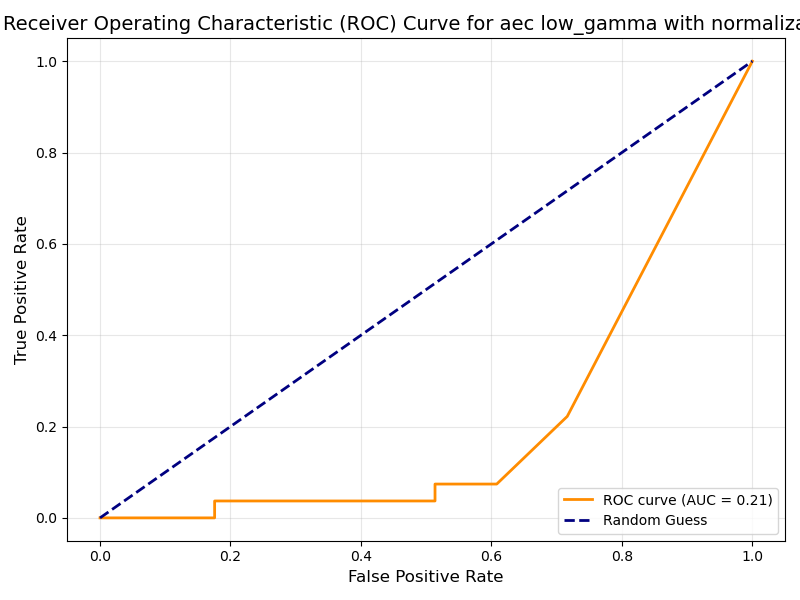 Receiver Operating Characteristic (ROC) Curve for aec low_gamma with normaliza
1.0
0.8
0.6
0.4
0.2
0.0
True Positive Rate
ROC curve (AUC = 0.21)
Random Guess
0.0 0.2 0.4 0.6 0.8 1.0
False Positive Rate